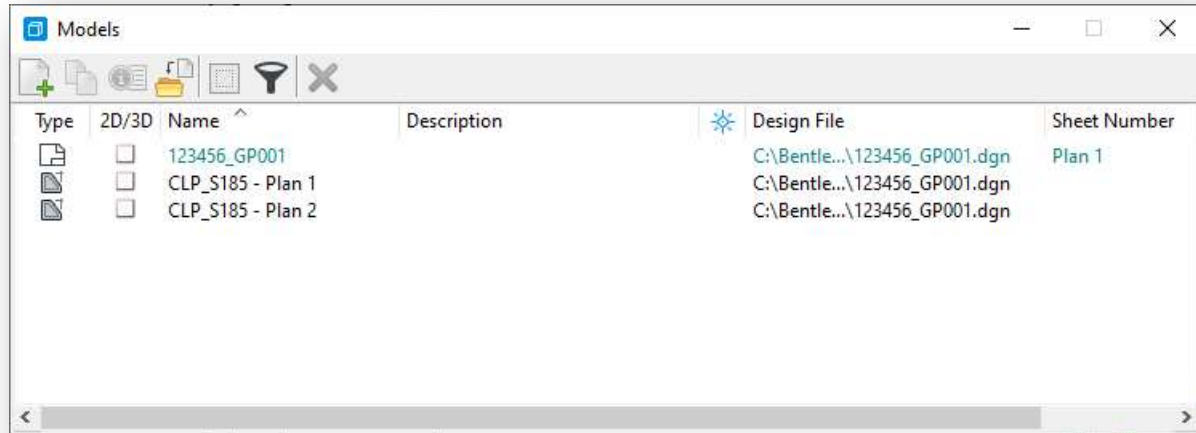 Models
Type 2D/3D Name Description Design File Sheet Number
123456_GP001 C:\Bentle...\123456_GP001.dgn Plan 1
CLP_S185 - Plan 1 C:\Bentle...\123456_GP001.dgn
CLP_S185 - Plan 2 C:\Bentle...\123456_GP001.dgn